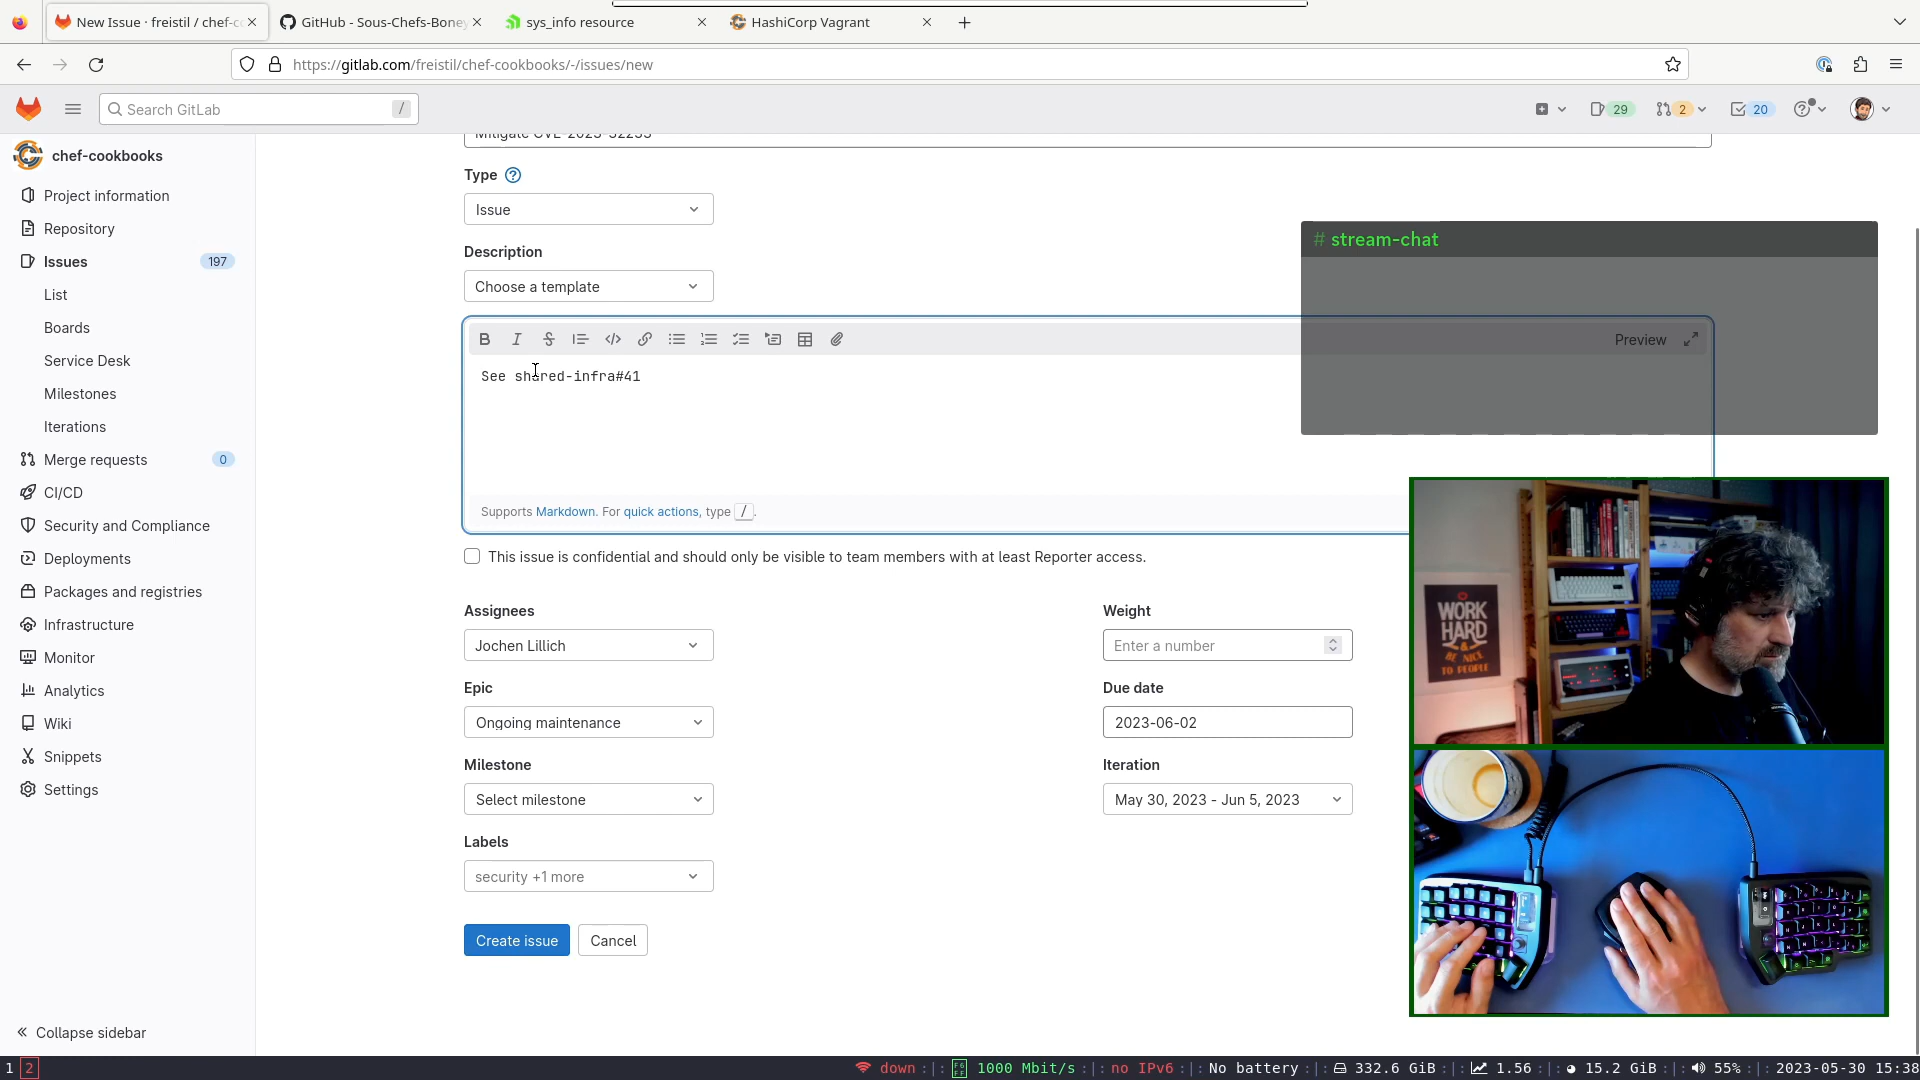 New Issue · freistil / chef-co
GitHub - Sous-Chefs-Boney
sys_info resource
HashiCorp Vagrant
https://gitlab.com/freistil/chef-cookbooks/-/issues/new
Search GitLab
/
29
2
20
chef-cookbooks
Project information
Repository
Issues
197
List
Boards
Service Desk
Milestones
Iterations
Merge requests
0
CI/CD
Security and Compliance
Deployments
Packages and registries
Infrastructure
Monitor
Analytics
Wiki
Snippets
Settings
Collapse sidebar
Type
Issue
Description
Choose a template
# stream-chat
Preview
See shared-infra#41
Supports Markdown. For quick actions, type /.
This issue is confidential and should only be visible to team members with at least Reporter access.
Assignees
Jochen Lillich
Weight
Enter a number
Epic
Ongoing maintenance
Due date
2023-06-02
Milestone
Select milestone
Iteration
May 30, 2023 - Jun 5, 2023
Labels
security +1 more
Create issue
Cancel
WORK
HARD
&
BE NICE
TO PEOPLE
1 2
down
1000 Mbit/s
no IPv6
No battery
332.6 GiB
1.56
15.2 GiB
55%
2023-05-30 15:38